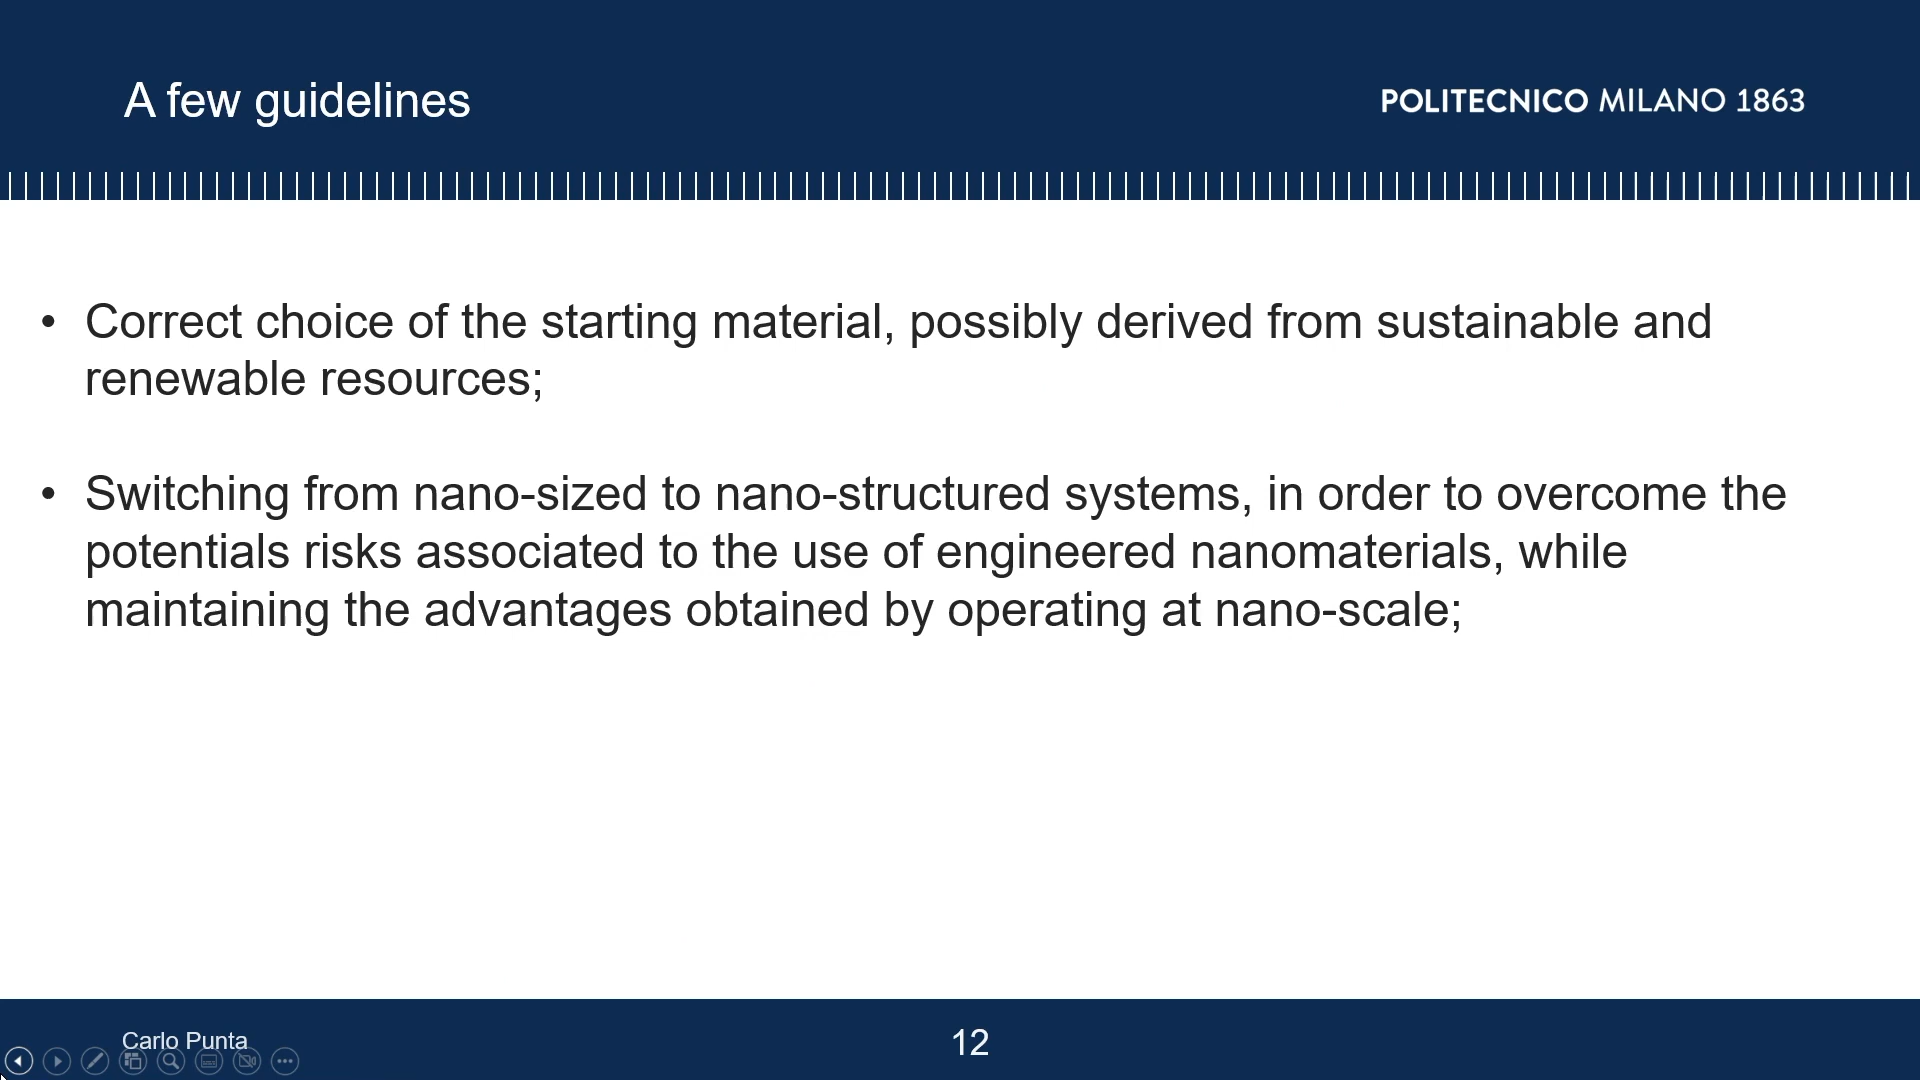 A few guidelines
POLITECNICO MILANO 1863
• Correct choice of the starting material, possibly derived from sustainable and
renewable resources;
• Switching from nano-sized to nano-structured systems, in order to overcome the
potentials risks associated to the use of engineered nanomaterials, while
maintaining the advantages obtained by operating at nano-scale;
Carlo Punta
12